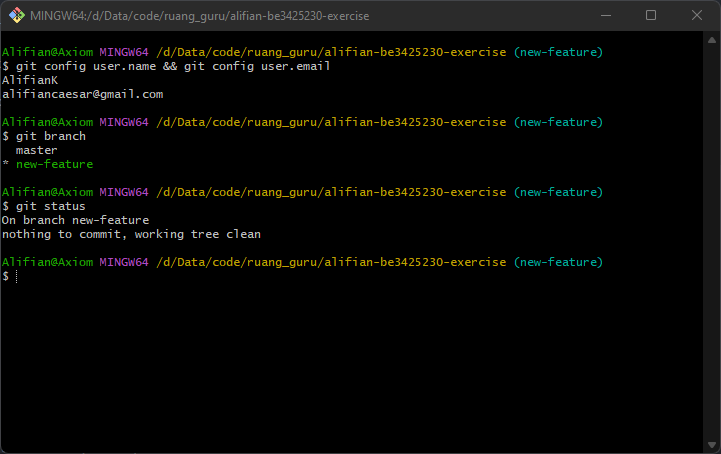 MINGW64:/d/Data/code/ruang_guru/alifian-be3425230-exercise
Alifian@Axiom MINGW64 /d/Data/code/ruang_guru/alifian-be3425230-exercise (new-feature)
$ git config user.name && git config user.email
AlifianK
alifiancaesar@gmail.com
Alifian@Axiom MINGW64 /d/Data/code/ruang_guru/alifian-be3425230-exercise (new-feature)
$ git branch
  master
* new-feature
Alifian@Axiom MINGW64 /d/Data/code/ruang_guru/alifian-be3425230-exercise (new-feature)
$ git status
On branch new-feature
nothing to commit, working tree clean
Alifian@Axiom MINGW64 /d/Data/code/ruang_guru/alifian-be3425230-exercise (new-feature)
$